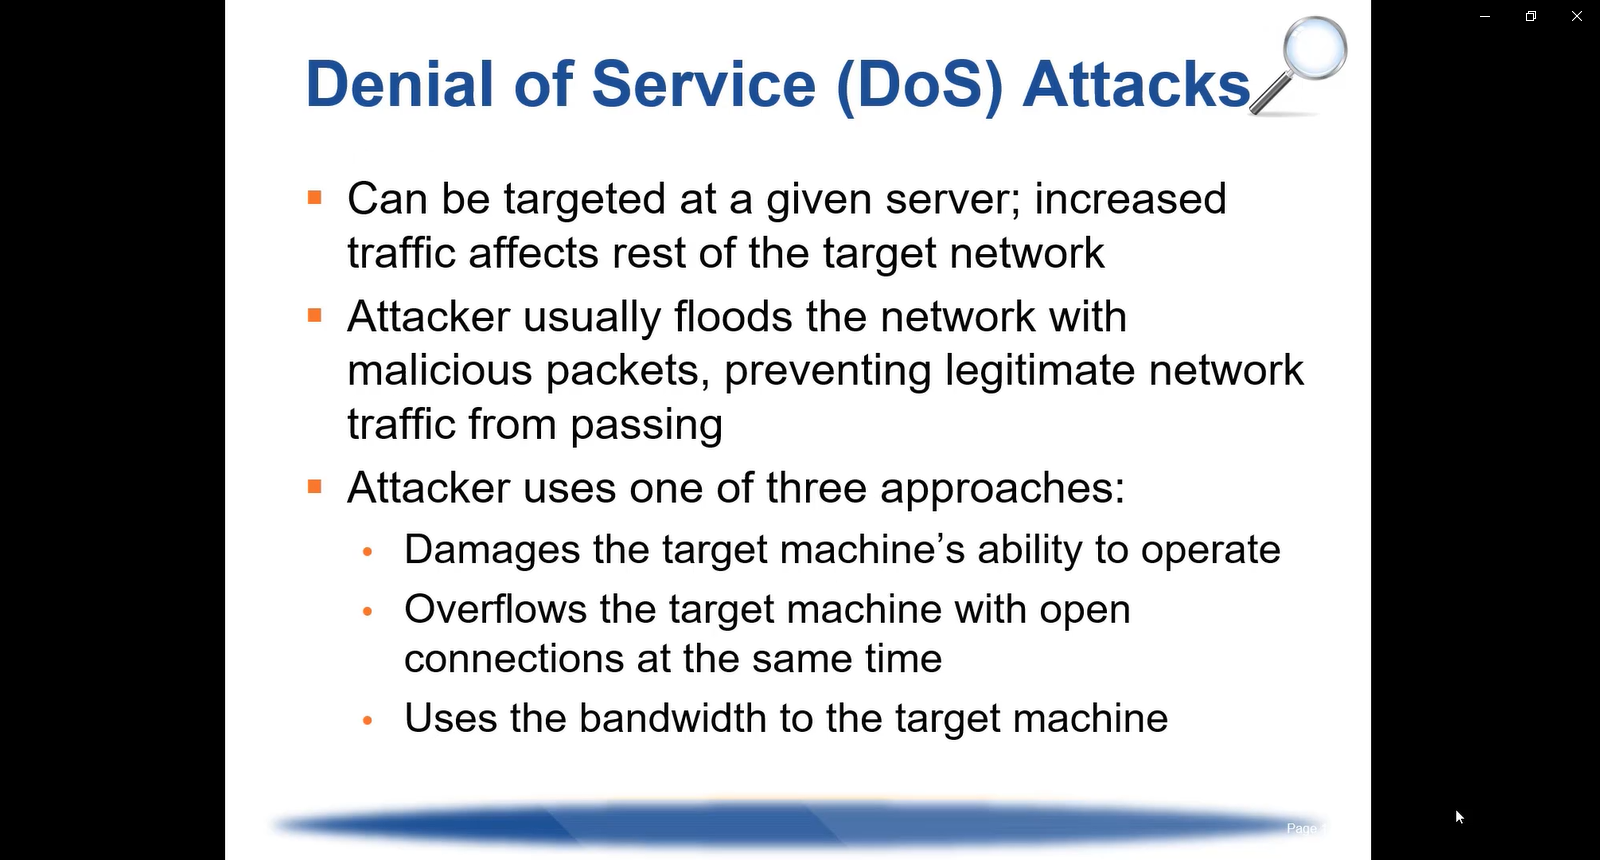 Denial of Service (DoS) Attacks
Can be targeted at a given server; increased
traffic affects rest of the target network
Attacker usually floods the network with
malicious packets, preventing legitimate network
traffic from passing
Attacker uses one of three approaches:
Damages the target machine’s ability to operate
Overflows the target machine with open
connections at the same time
Uses the bandwidth to the target machine
Page